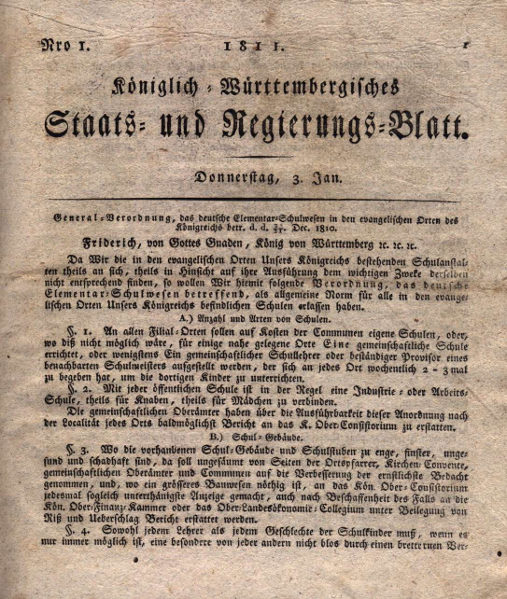 Nro 1. 1811. 1
Königlich-Württembergisches
Staats- und Regierungs-Blatt.
Donnerstag, 3. Jan.
General-Verordnung, das deutsche Elementar-Schulwesen in den evangelischen Orten des
Königreichs betr. d. d. Dec. 1810.
Friderich, von Gottes Gnaden, König von Württemberg ꝛc. ꝛc. ꝛc.
Da Wir die in den evangelischen Orten Unsers Königreichs bestehenden Schulanstal-
ten theils an sich, theils in Hinsicht auf ihre Ausführung dem wichtigen Zweke derselben
nicht entsprechend finden, so wollen Wir hiemit folgende Verordnung, das deutsche
Elementar-Schulwesen betreffend, als allgemeine Norm für alle in den evange-
lischen Orten Unsers Königreichs befindlichen Schulen erlassen haben.
A.) Anzahl und Arten von Schulen.
§. 1. An allen Filial-Orten sollen auf Kosten der Communen eigene Schulen, oder,
wo diß nicht möglich wäre, für einige nahe gelegene Orte Eine gemeinschaftliche Schule
errichtet, oder wenigstens Ein gemeinschaftlicher Schullehrer oder beständiger Provisor eines
benachbarten Schulmeisters aufgestellt werden, der sich an jedes Ort wochentlich 2-3mal
zu begeben hat, um die dortigen Kinder zu unterrichten.
§. 2. Mit jeder öffentlichen Schule ist in der Regel eine Industrie- oder Arbeits-
Schule, theils für Knaben, theils für Mädchen zu verbinden.
Die gemeinschaftlichen Oberämter haben über die Ausführbarkeit dieser Anordnung nach
der Localität jedes Orts baldmöglichst Bericht an das K. Ober-Consistorium zu erstatten.
B.) Schul-Gebäude.
§. 3. Wo die vorhandenen Schul-Gebäude und Schulstuben zu enge, finster, unge-
sund und schadhaft sind, da soll ungesäumt von Seiten der Ortspfarrer, Kirchen-Convente,
gemeinschaftlichen Oberämter und Communen auf die Verbesserung der ernstlichste Bedacht
genommen, und, wo ein grösseres Bauwesen nöthig ist, an das Kön. Ober-Consistorium
jedesmal sogleich unterthänigste Anzeige gemacht, auch nach Beschaffenheit des Falls an die
Kön. Ober-Finanz-Kammer oder das Ober-Landesökonomie-Collegium unter Beilegung von
Riß und Ueberschlag Bericht erstattet werden.
§. 4. Sowohl jedem Lehrer als jedem Geschlechte der Schulkinder muß, wenn es
nur immer möglich ist, eine besondere von jeder andern nicht blos durch einen bretternen Ver-